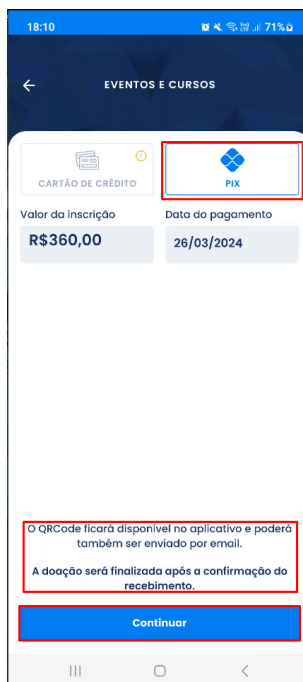 18:10
71%
EVENTOS E CURSOS
CARTÃO DE CRÉDITO
PIX
Valor da inscrição
Data do pagamento
R$360,00
26/03/2024
O QRCode ficará disponível no aplicativo e poderá
também ser enviado por email.
A doação será finalizada após a confirmação do
recebimento.
Continuar